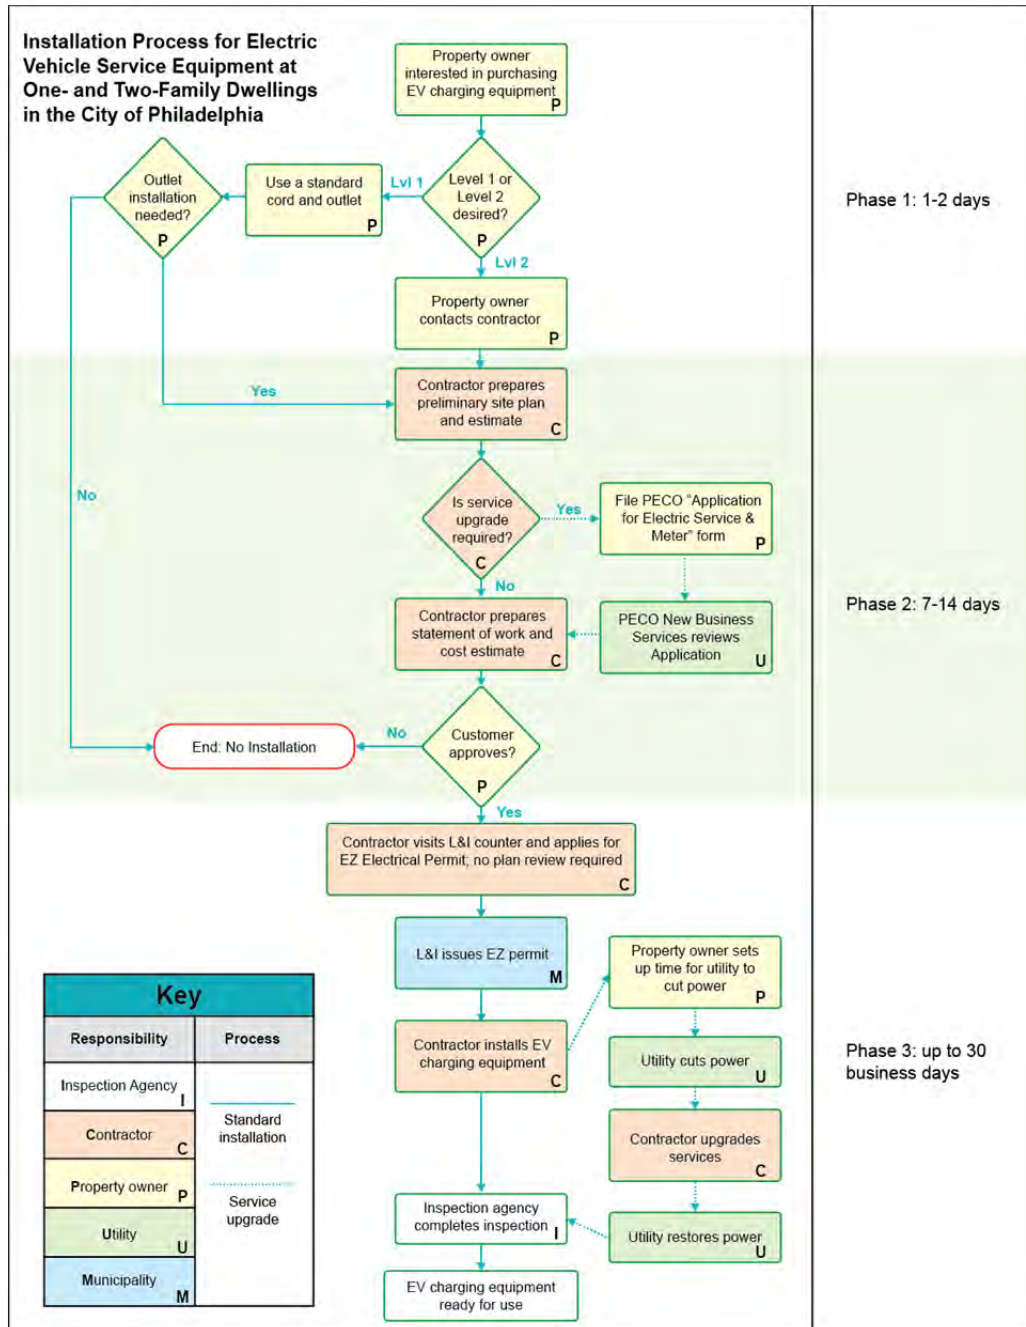 Installation Process for Electric
Vehicle Service Equipment at
One- and Two-Family Dwellings
in the City of Philadelphia
Property owner
interested in purchasing
EV charging equipment
P
Level 1 or
Level 2
desired?
P
Lvl 1
Use a standard
cord and outlet
P
Outlet
installation
needed?
P
Lvl 2
Property owner
contacts contractor
P
Phase 1: 1-2 days
Yes
No
Contractor prepares
preliminary site plan
and estimate
C
Is service
upgrade
required?
C
Yes
File PECO "Application
for Electric Service &
Meter" form
P
No
Contractor prepares
statement of work and
cost estimate
C
PECO New Business
Services reviews
Application
U
Phase 2: 7-14 days
Customer
approves?
P
No
End: No Installation
Yes
Contractor visits L&I counter and applies for
EZ Electrical Permit; no plan review required
C
L&I issues EZ permit
M
Contractor installs EV
charging equipment
C
Property owner sets
up time for utility to
cut power
P
Utility cuts power
U
Contractor upgrades
services
C
Utility restores power
U
Inspection agency
completes inspection
I
EV charging equipment
ready for use
Phase 3: up to 30
business days
Key
Responsibility
Process
Inspection Agency
I
Contractor
C
Property owner
P
Utility
U
Municipality
M
Standard
installation
Service
upgrade